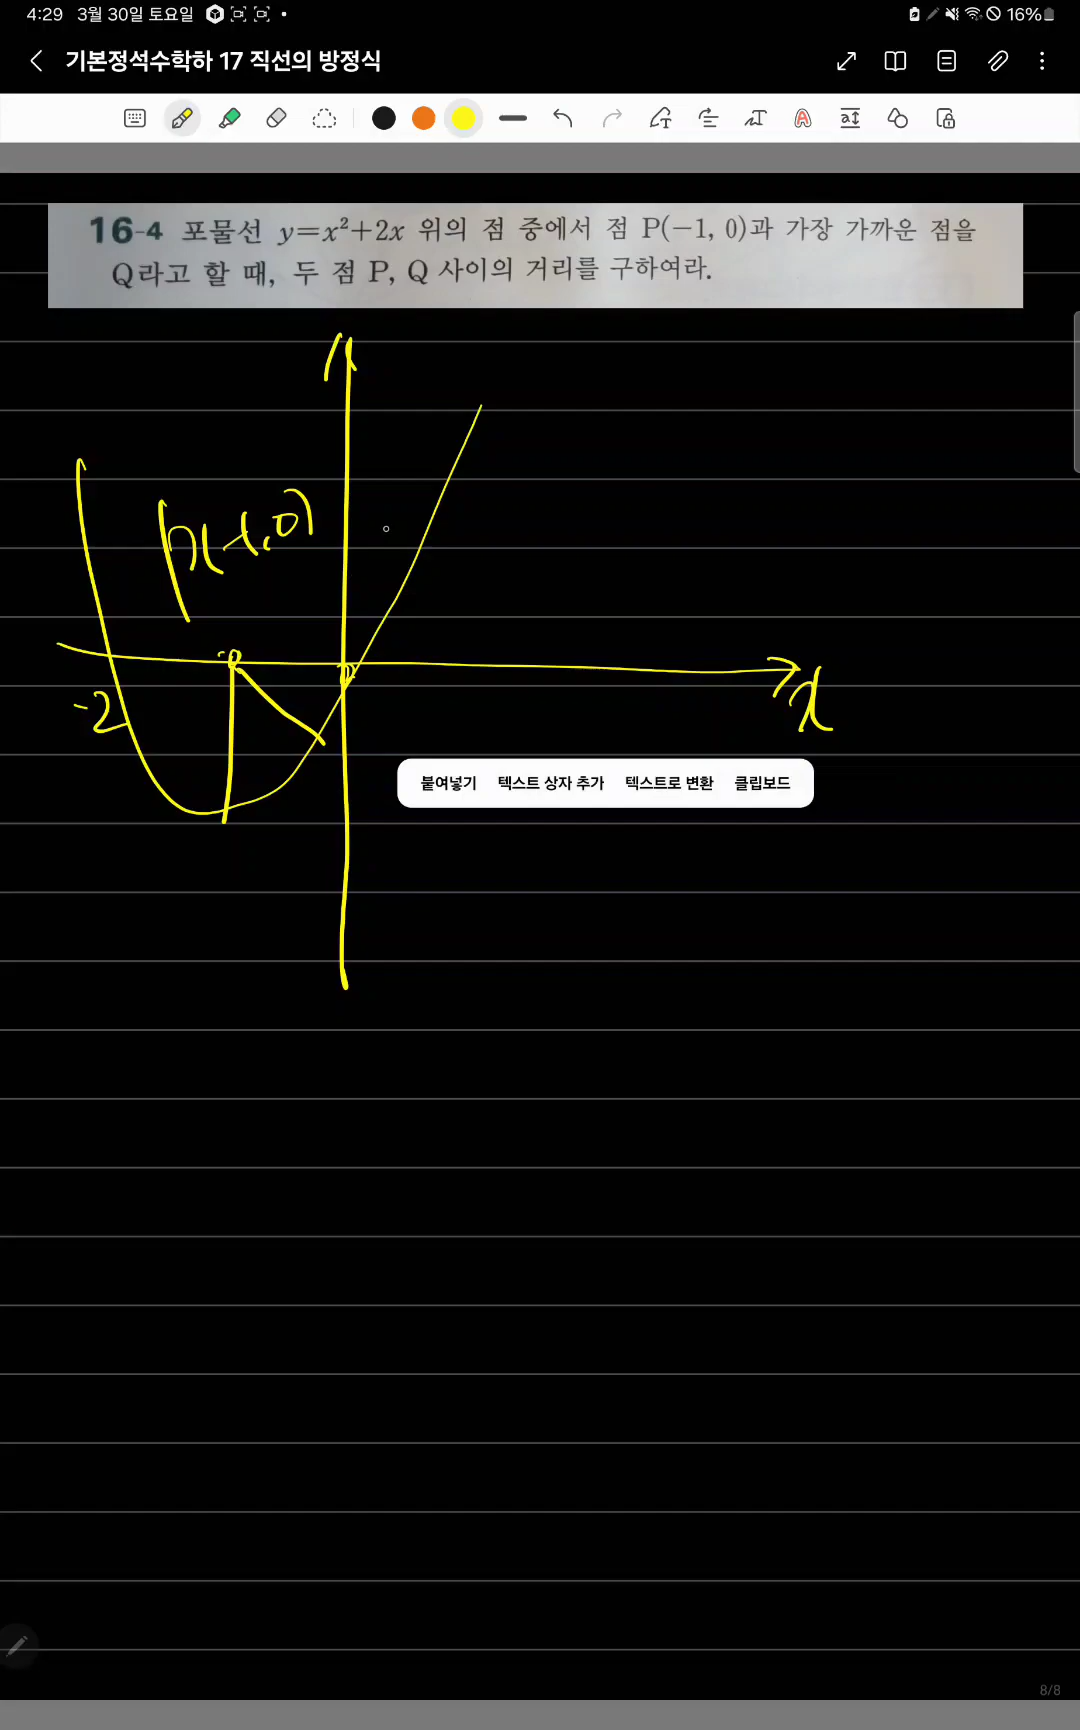 4:29 3월 30일 토요일 16%
기본정석수학하 17 직선의 방정식
16-4 포물선 y=x²+2x 위의 점 중에서 점 P(−1, 0)과 가장 가까운 점을
Q라고 할 때, 두 점 P, Q 사이의 거리를 구하여라.
P(-1,0)
-2
x
붙여넣기 텍스트 상자 추가 텍스트로 변환 클립보드
8/8